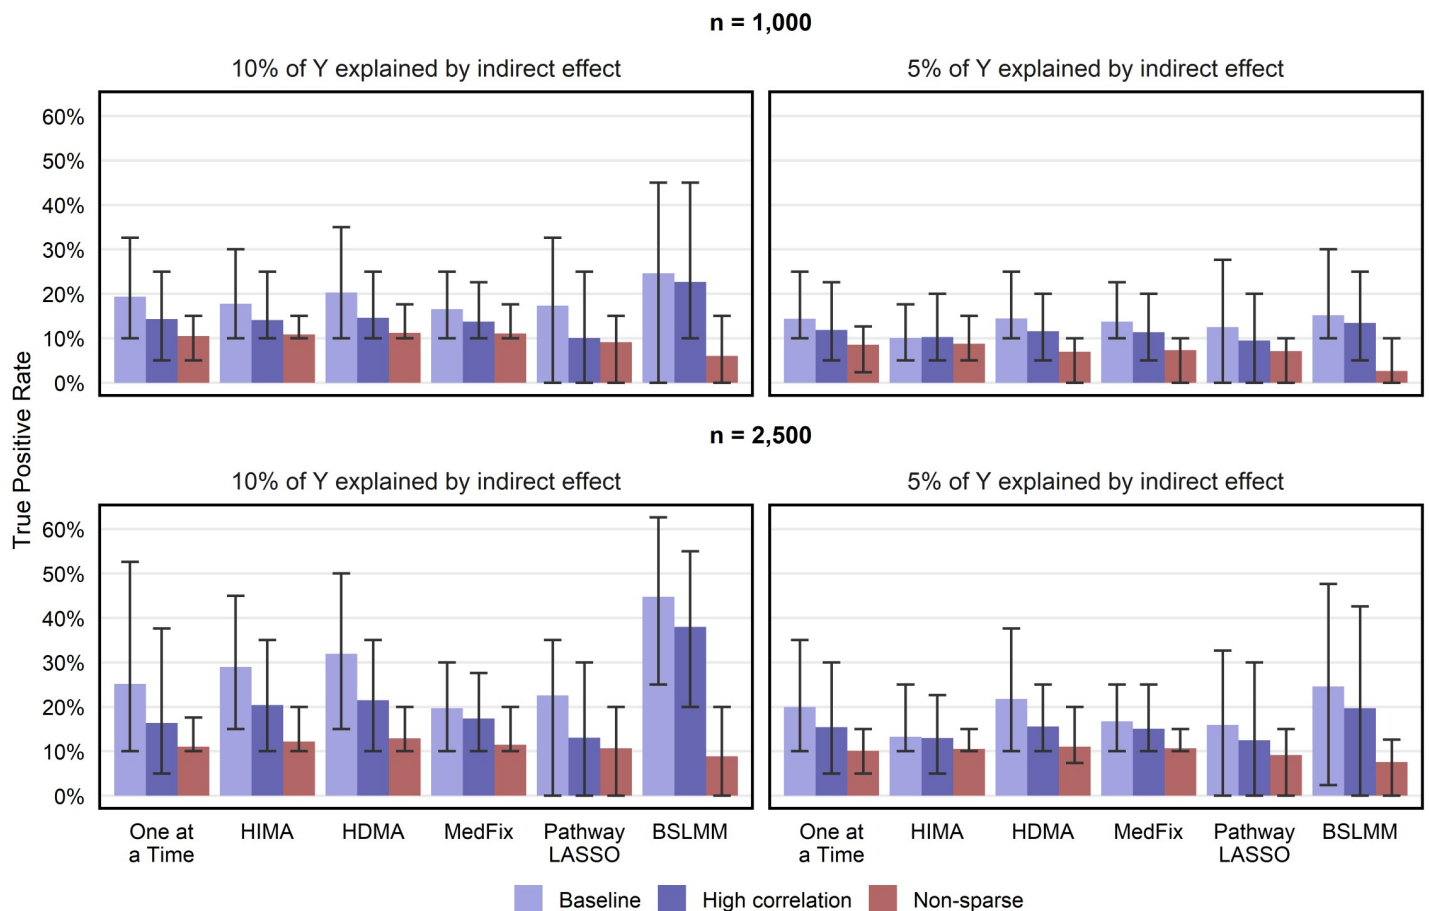 n = 1,000
10% of Y explained by indirect effect
5% of Y explained by indirect effect
60%
50%
40%
30%
20%
10%
0%
True Positive Rate
n = 2,500
10% of Y explained by indirect effect
5% of Y explained by indirect effect
60%
50%
40%
30%
20%
10%
0%
One at
a Time
HIMA
HDMA
MedFix
Pathway
LASSO
BSLMM
One at
a Time
HIMA
HDMA
MedFix
Pathway
LASSO
BSLMM
Baseline
High correlation
Non-sparse